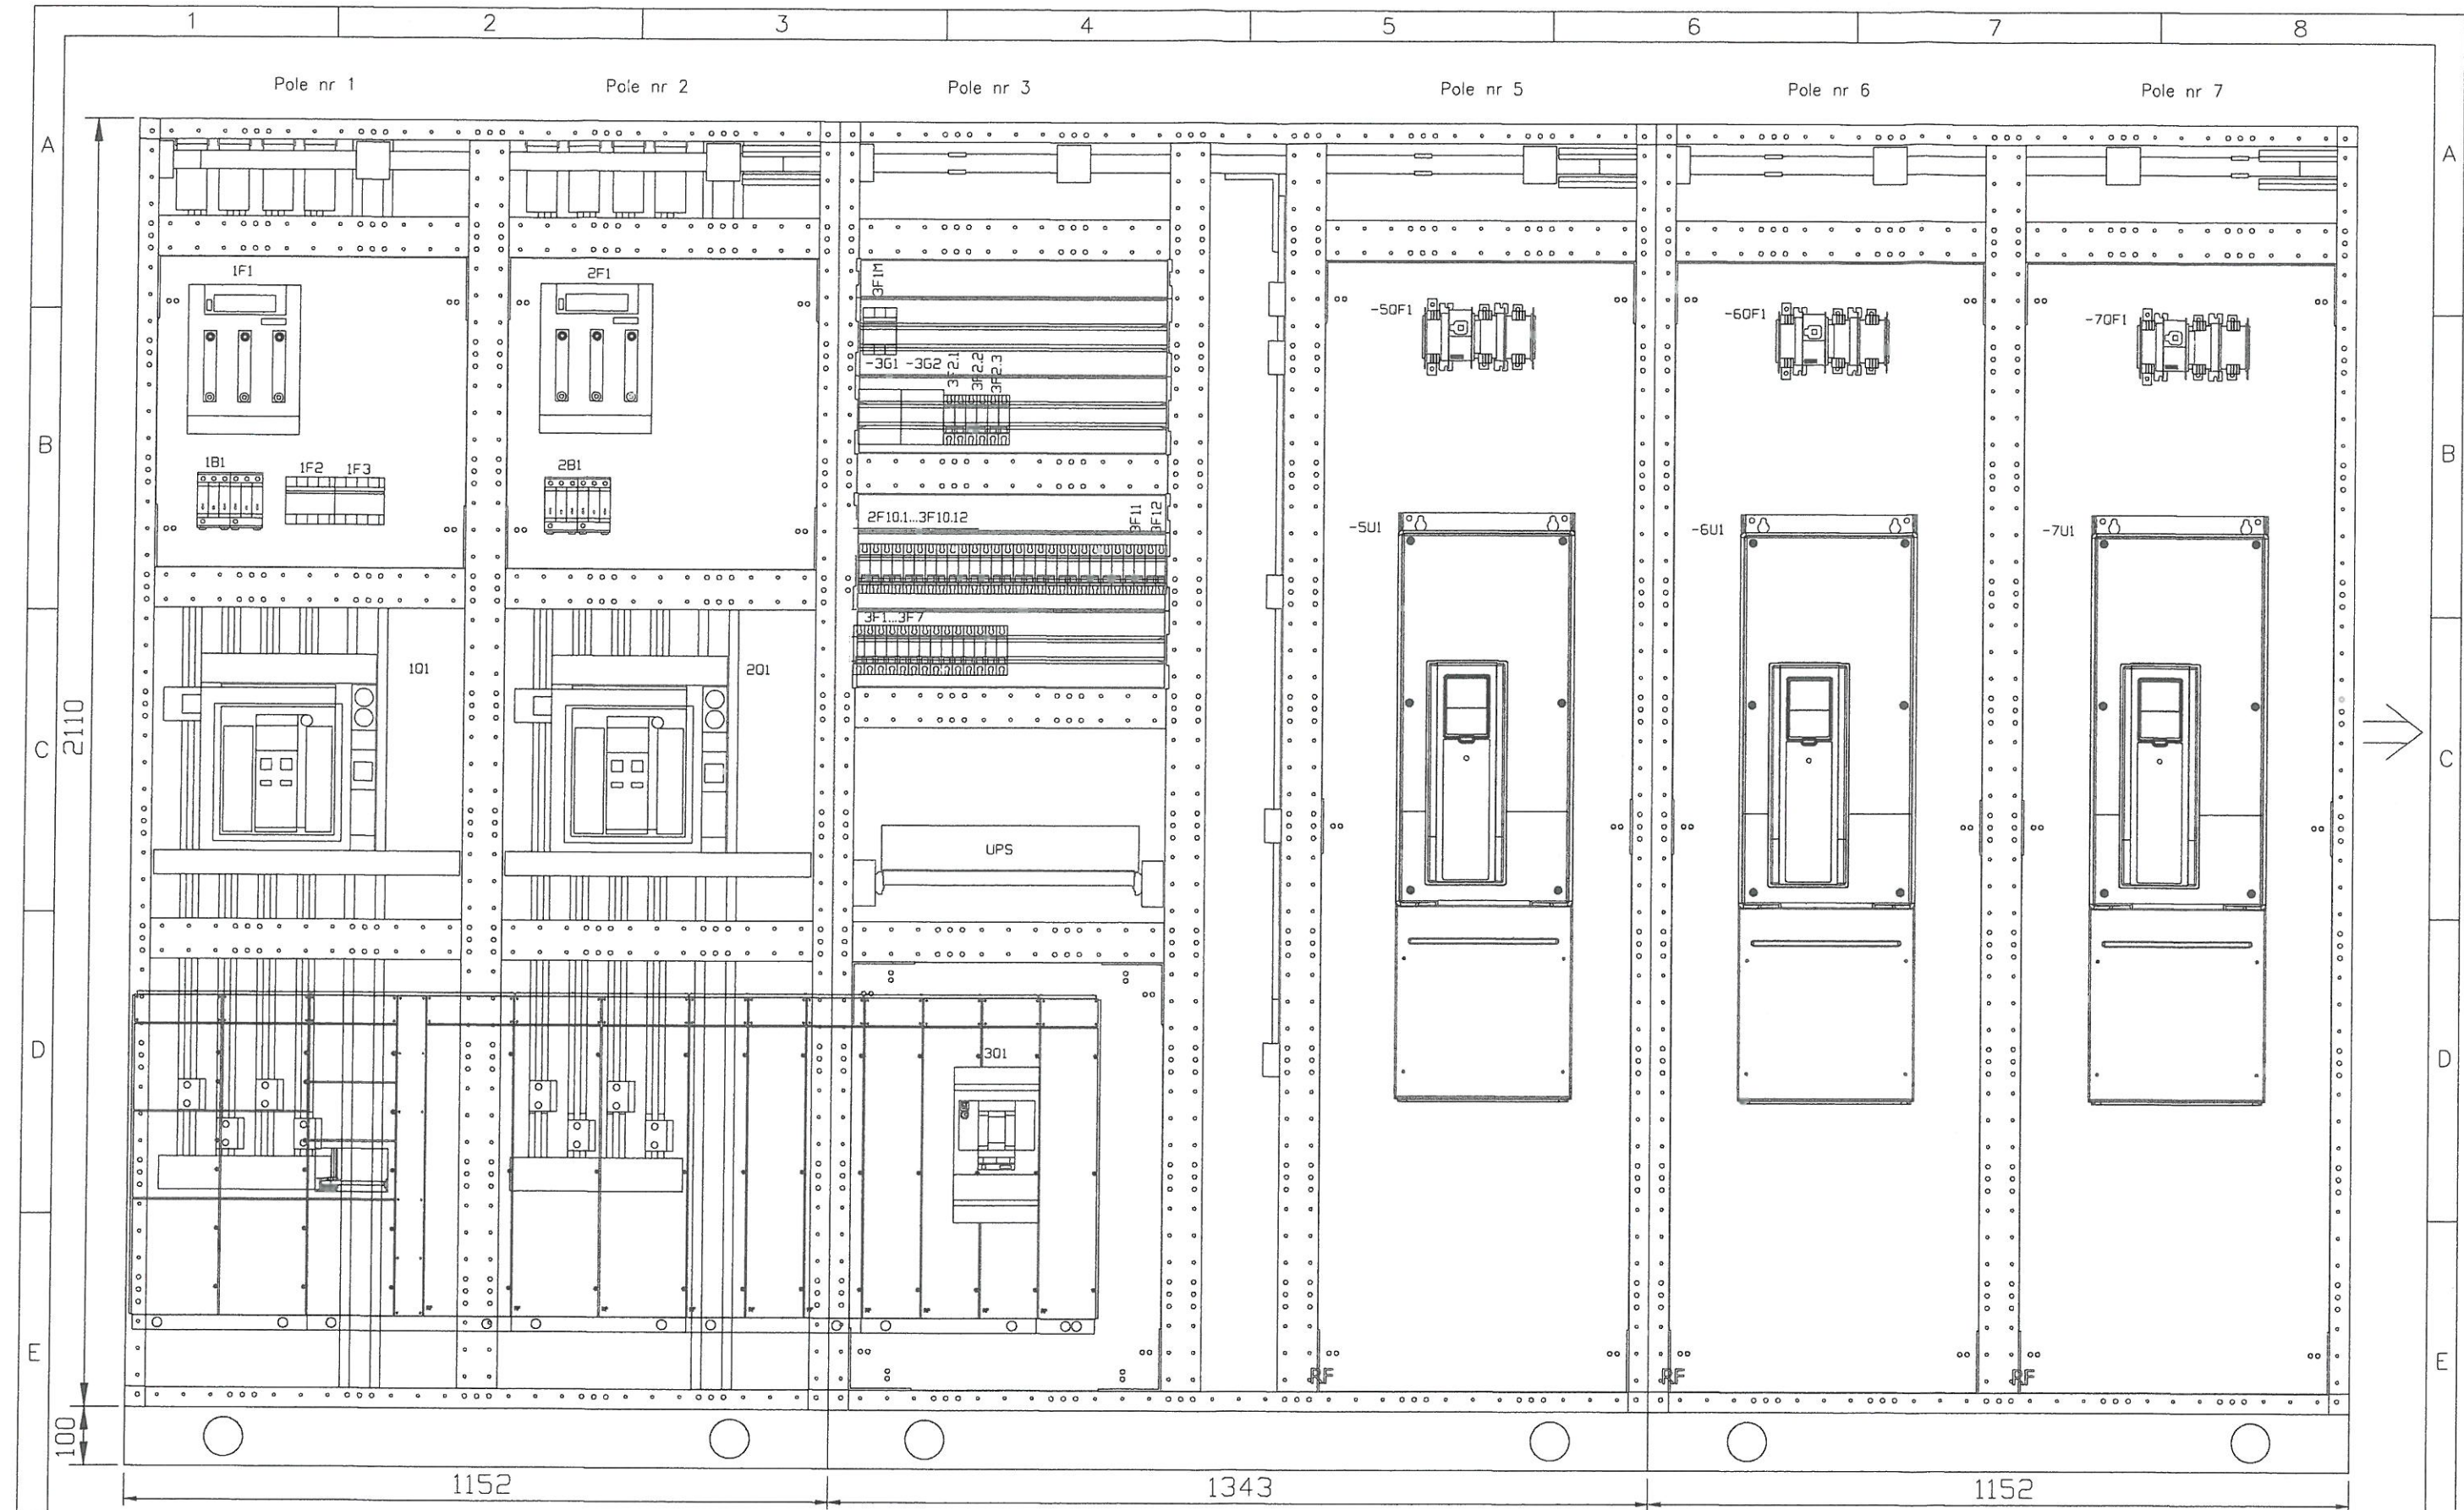 1 2 3 4 5 6 7 8
Pole nr 1 Pole nr 2 Pole nr 3 Pole nr 5 Pole nr 6 Pole nr 7
A A
1F1 2F1 3F1M
-5QF1 -6QF1 -7QF1
-3G1 -3G2 3F2.1 3F2.2 3F2.3
B B
1B1 1F2 1F3 2B1
2F10.1...3F10.12 3F11 3F12
-5U1 -6U1 -7U1
3F1...3F7
1Q1 2Q1
C C
2110
UPS
D D
3Q1
E E
RF RF RF
100
1152 1343 1152